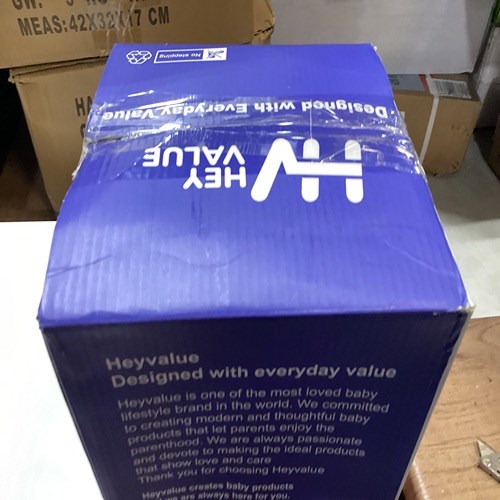 MEAS:42X32X17 CM
No stepping
Designed with Everyday Value
HEY
VALUE
Heyvalue
Designed with everyday value
Heyvalue is one of the most loved baby
lifestyle brand in the world. We committed
to creating modern and thoughtful baby
products that let parents enjoy the
parenthood. We are always passionate
and devote to making the ideal products
that show love and care
Thank you for choosing Heyvalue
Heyvalue creates baby products
we are always here for you.